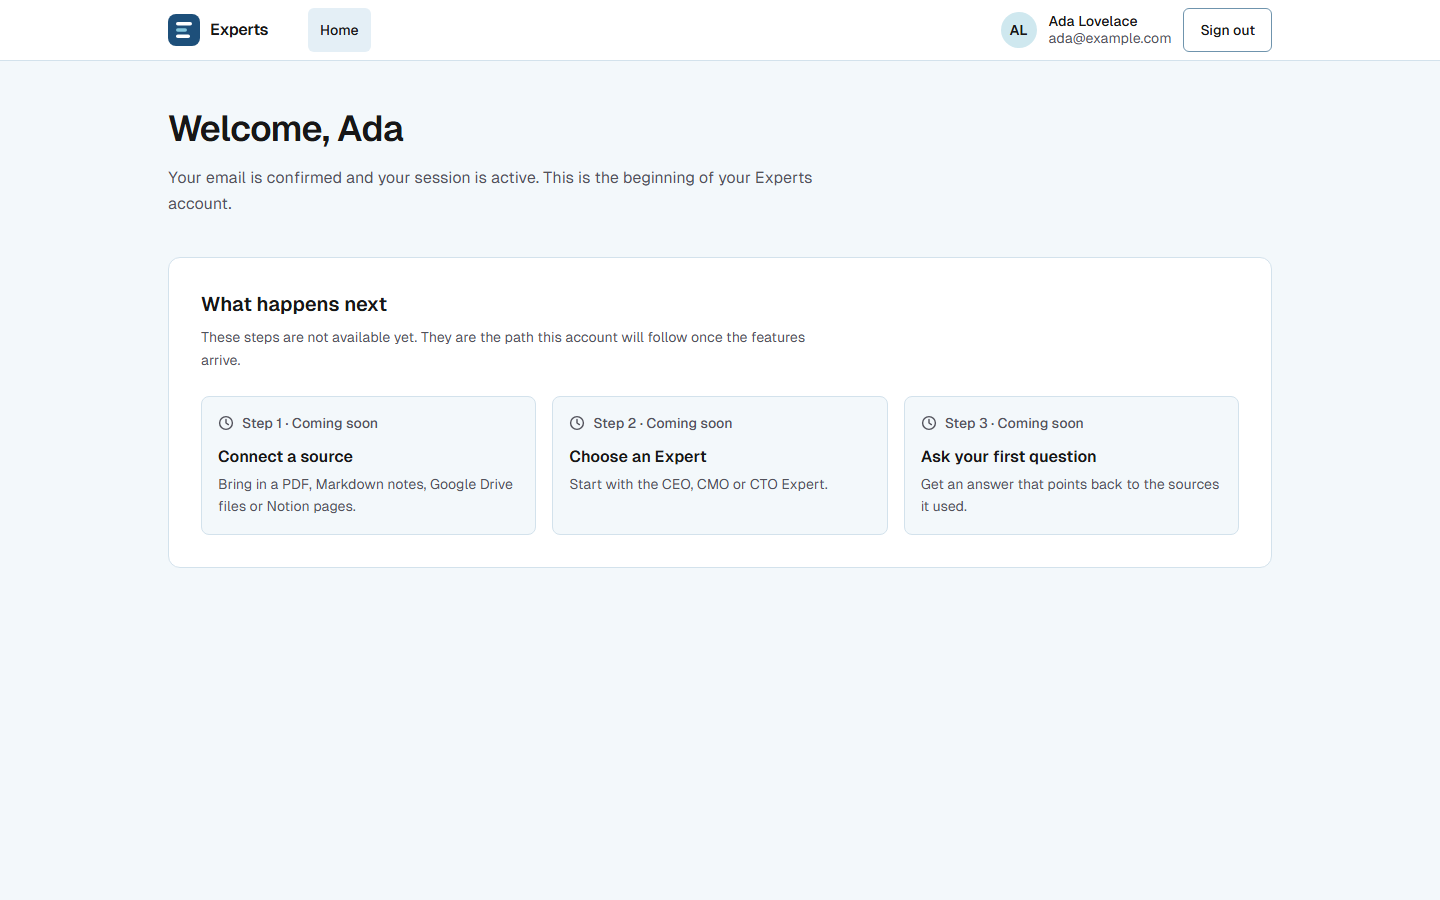 Experts
Home
AL
Ada Lovelace
ada@example.com
Sign out
Welcome, Ada
Your email is confirmed and your session is active. This is the beginning of your Experts
account.
What happens next
These steps are not available yet. They are the path this account will follow once the features
arrive.
Step 1 · Coming soon
Connect a source
Bring in a PDF, Markdown notes, Google Drive
files or Notion pages.
Step 2 · Coming soon
Choose an Expert
Start with the CEO, CMO or CTO Expert.
Step 3 · Coming soon
Ask your first question
Get an answer that points back to the sources
it used.